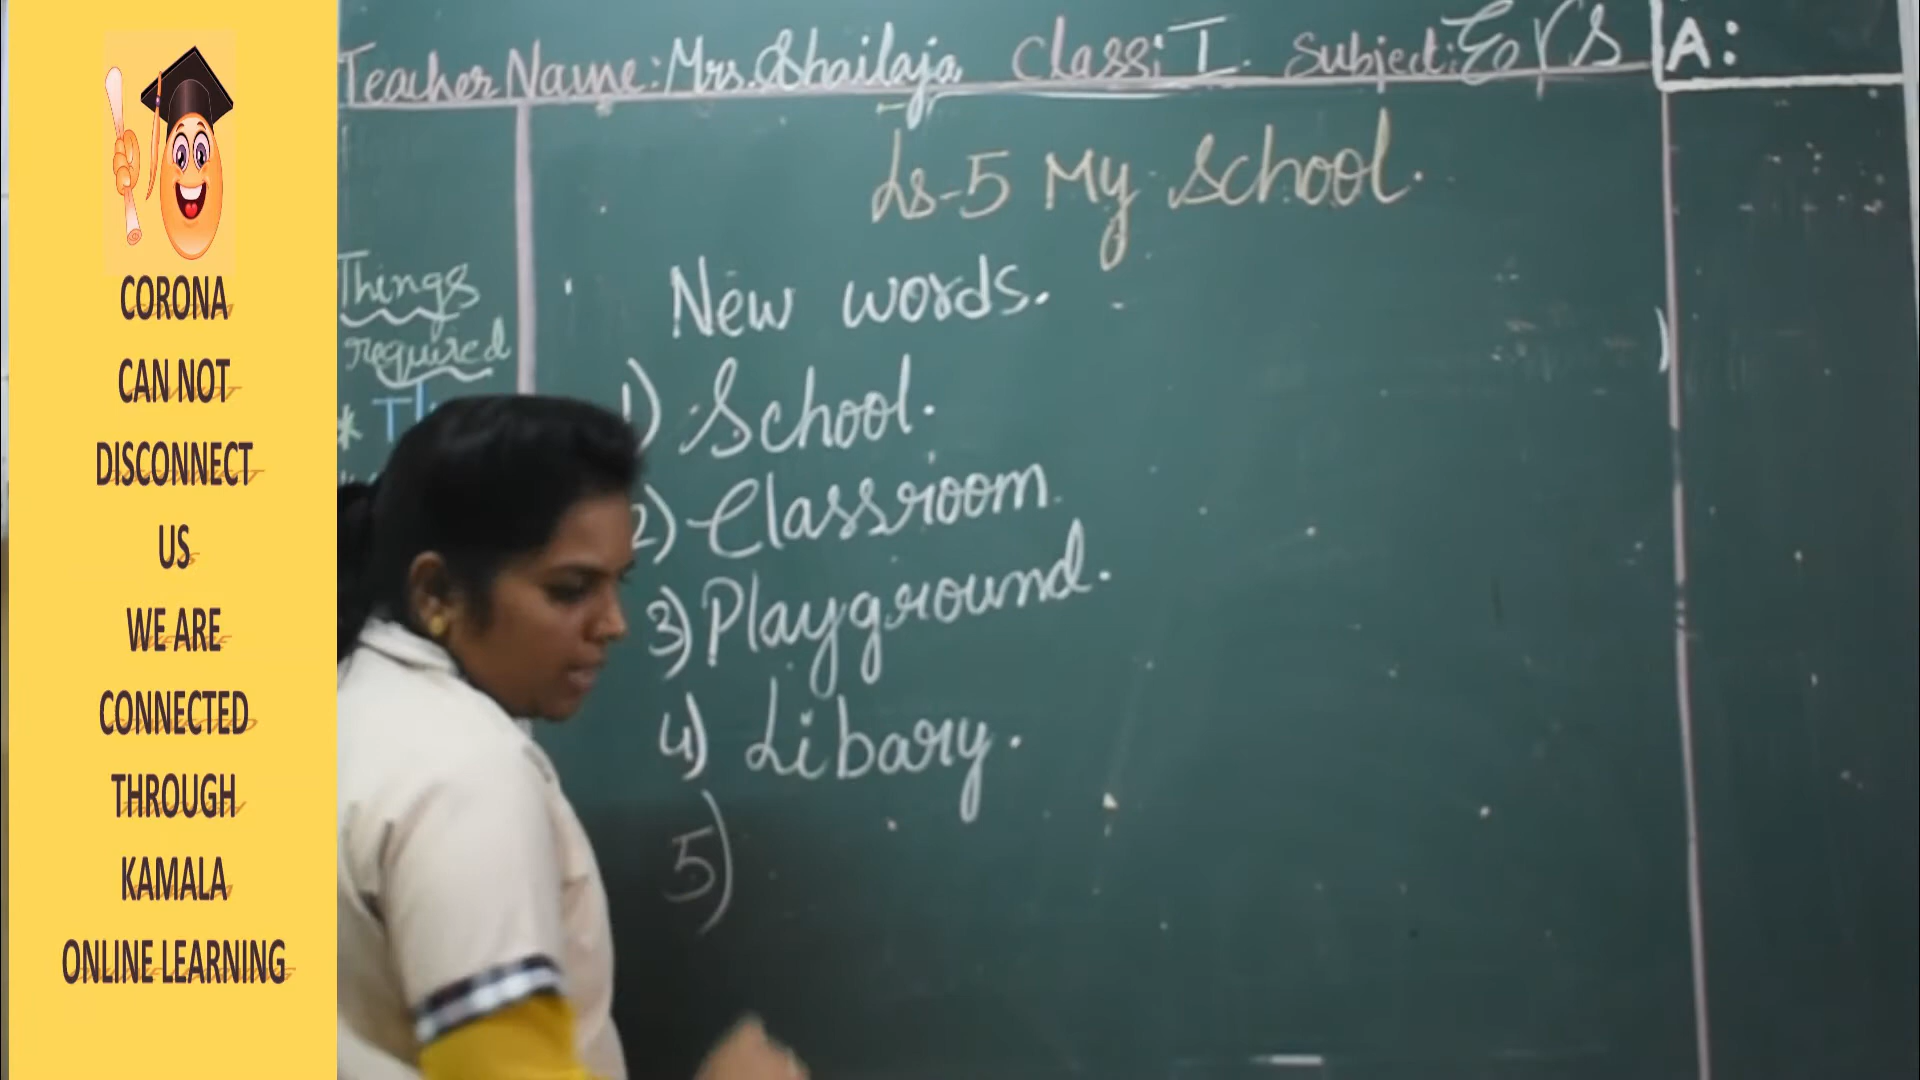 CORONA
CAN NOT
DISCONNECT
US
WE ARE
CONNECTED
THROUGH
KAMALA
ONLINE LEARNING
Teacher Name: Mrs. Shailaja Class: I. Subject: EVS A:
Ls-5 My School.
Things
required
New words.
1) School.
2) Classroom
3) Playground.
4) Libary.
5)